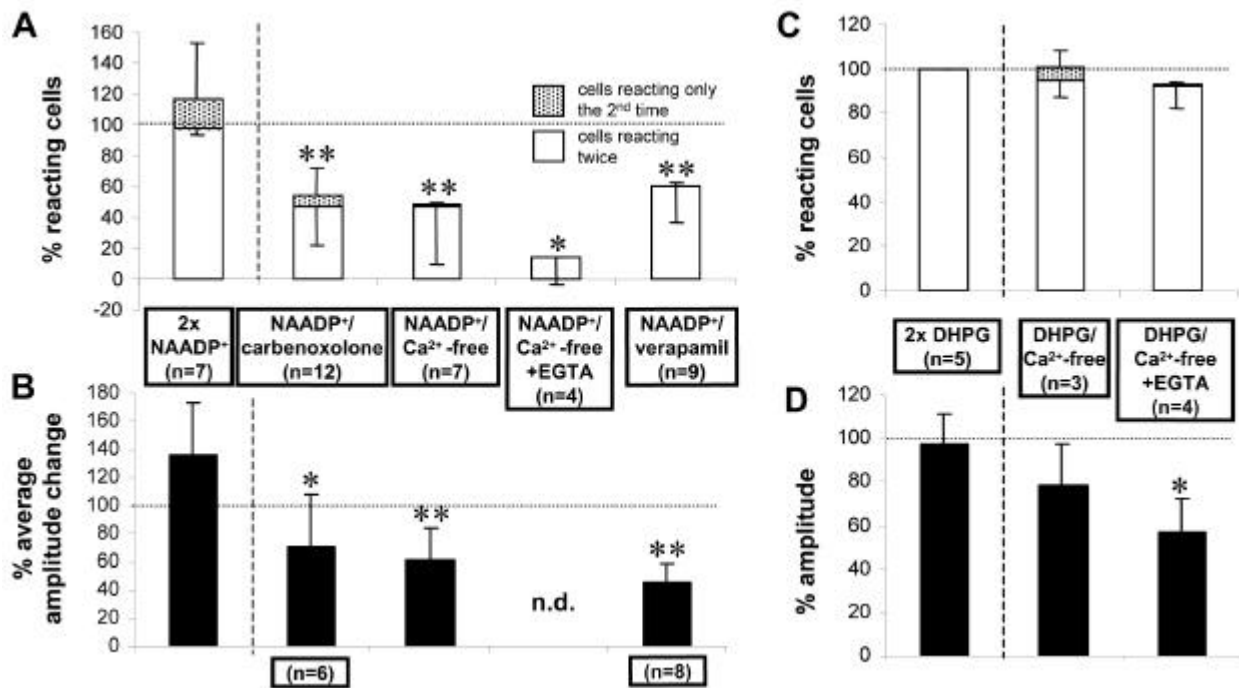 A
% reacting cells
160
140
120
100
80
60
40
20
0
-20
cells reacting only
the 2nd time
cells reacting
twice
**
**
*
**
2x
NAADP+
(n=7)
NAADP+/
carbenoxolone
(n=12)
NAADP+/
Ca2+ -free
(n=7)
NAADP+/
Ca2+ -free
+EGTA
(n=4)
NAADP+/
verapamil
(n=9)
B
% average
amplitude change
180
160
140
120
100
80
60
40
20
0
*
**
n.d.
**
(n=6)
(n=8)
C
% reacting cells
120
100
80
60
40
20
0
2x DHPG
(n=5)
DHPG/
Ca2+-free
(n=3)
DHPG/
Ca2+-free
+EGTA
(n=4)
D
% amplitude
120
100
80
60
40
20
0
*